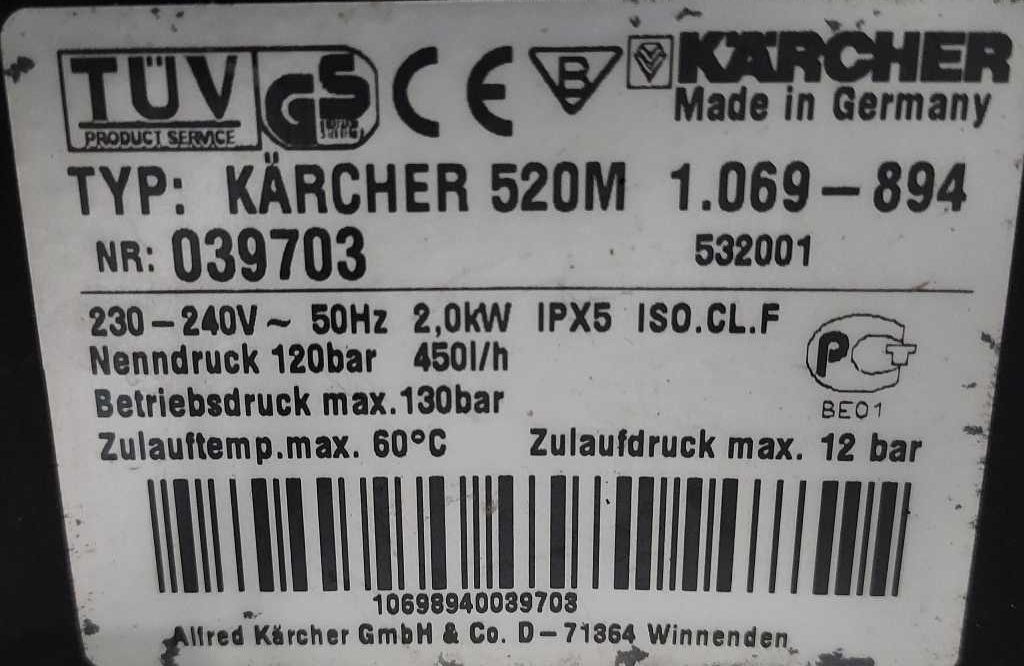 TÜV
PRODUCT SERVICE
GS
CE
B
KÄRCHER
Made in Germany
TYP: KÄRCHER 520M 1.069-894
NR: 039703 532001
230-240V~ 50Hz 2,0kW IPX5 ISO.CL.F
Nenndruck 120bar 450l/h
Betriebsdruck max.130bar
PCT
BE01
Zulauftemp.max. 60°C Zulaufdruck max. 12 bar
10698940039703
Alfred Kärcher GmbH & Co. D-71364 Winnenden